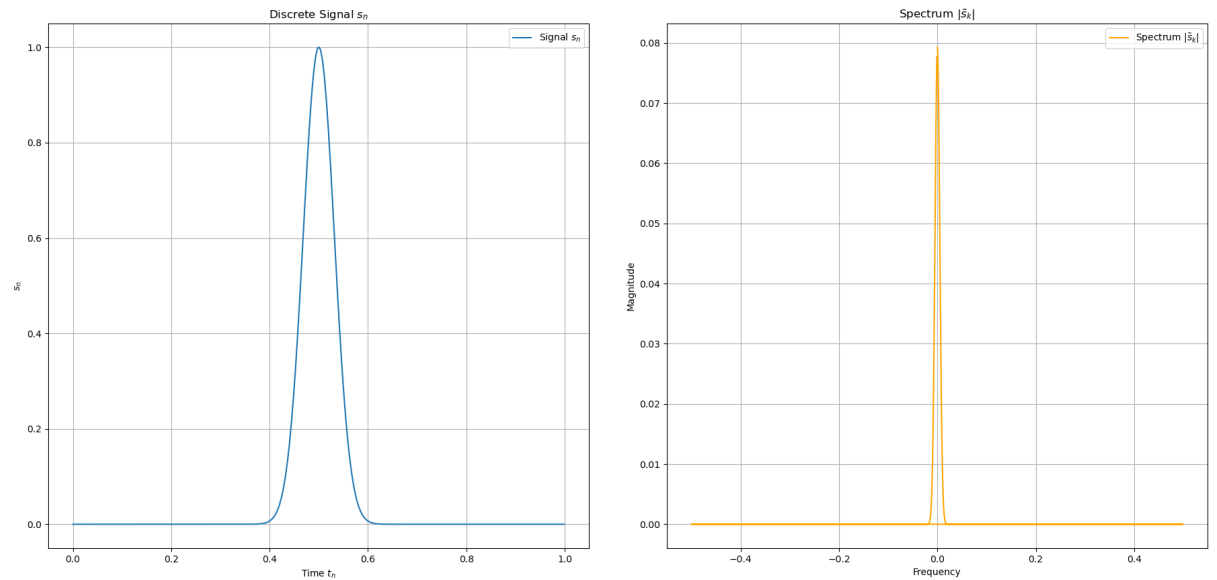 Discrete Signal $s_n$
Signal $s_n$
1.0
0.8
0.6
0.4
0.2
0.0
$s_n$
0.0 0.2 0.4 0.6 0.8 1.0
Time $t_n$
Spectrum $|\tilde{s}_k|$
Spectrum $|\tilde{s}_k|$
0.08
0.07
0.06
0.05
0.04
0.03
0.02
0.01
0.00
Magnitude
−0.4 −0.2 0.0 0.2 0.4
Frequency